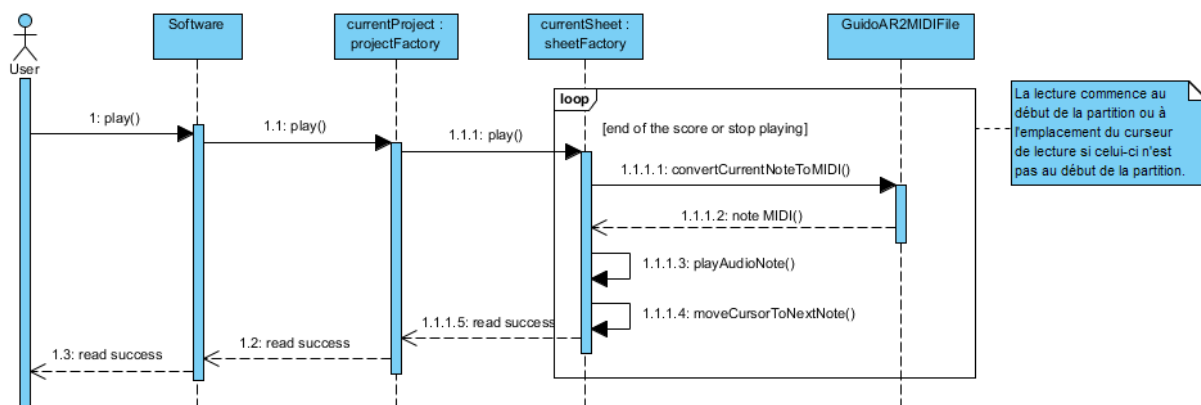 Software
currentProject :
projectFactory
currentSheet :
sheetFactory
GuidoAR2MIDIFile
User
loop
La lecture commence au
début de la partition ou à
l'emplacement du curseur
de lecture si celui-ci n'est
pas au début de la partition.
1: play()
1.1: play()
1.1.1: play()
[end of the score or stop playing]
1.1.1.1: convertCurrentNoteToMIDI()
1.1.1.2: note MIDI()
1.1.1.3: playAudioNote()
1.1.1.4: moveCursorToNextNote()
1.1.1.5: read success
1.2: read success
1.3: read success